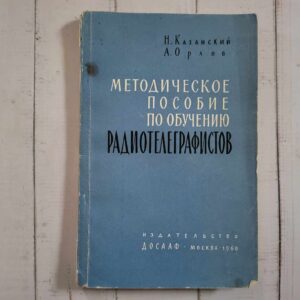 Н. Казанский
А. Орлов
МЕТОДИЧЕСКОЕ
ПОСОБИЕ
ПО ОБУЧЕНИЮ
РАДИОТЕЛЕГРАФИСТОВ
ИЗДАТЕЛЬСТВО
ДОСААФ · МОСКВА 1960